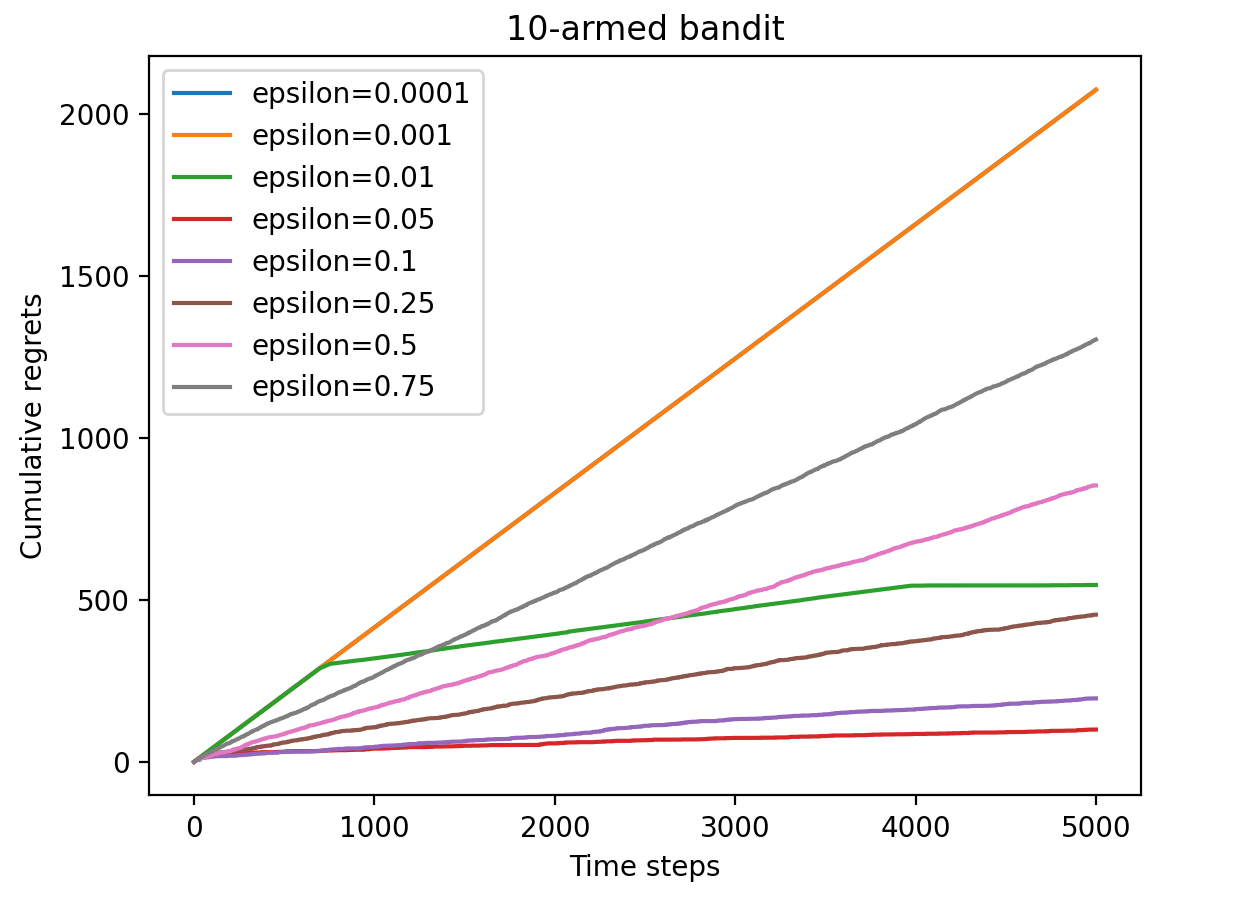 10-armed bandit
epsilon=0.0001
epsilon=0.001
epsilon=0.01
epsilon=0.05
epsilon=0.1
epsilon=0.25
epsilon=0.5
epsilon=0.75
Cumulative regrets
2000
1500
1000
500
0
0 1000 2000 3000 4000 5000
Time steps